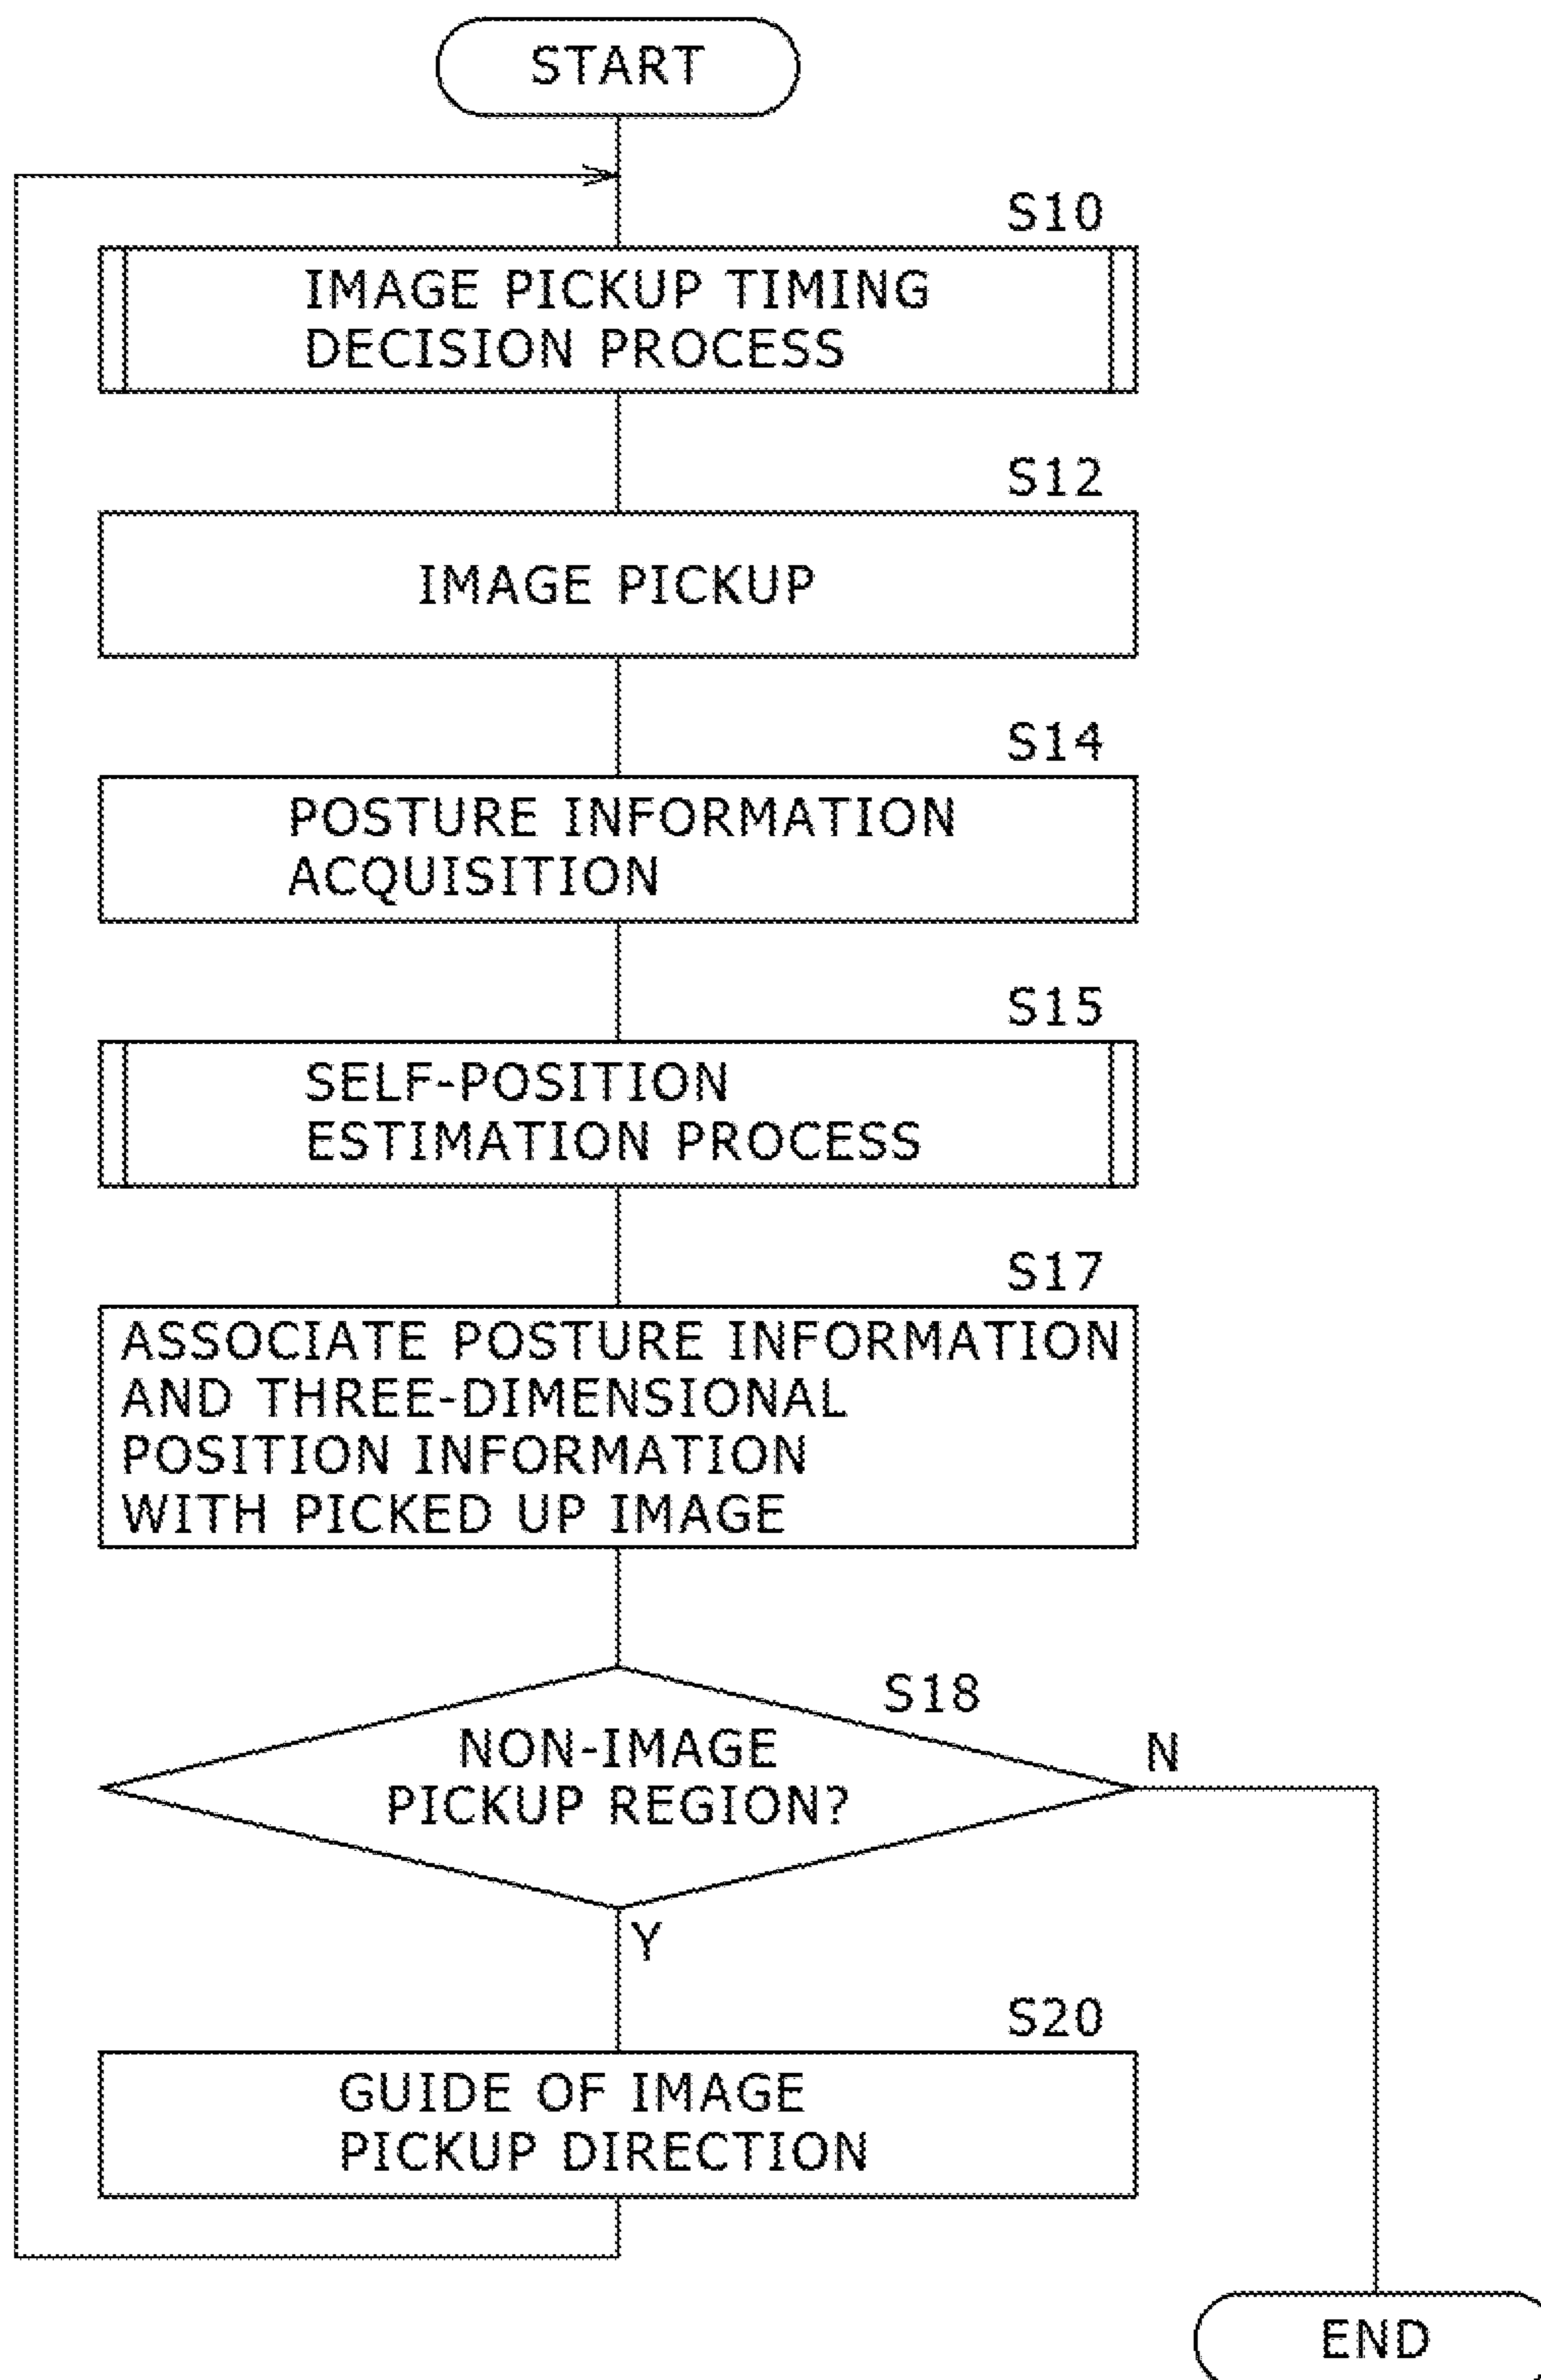 START
S10
IMAGE PICKUP TIMING
DECISION PROCESS
S12
IMAGE PICKUP
S14
POSTURE INFORMATION
ACQUISITION
S15
SELF-POSITION
ESTIMATION PROCESS
S17
ASSOCIATE POSTURE INFORMATION
AND THREE-DIMENSIONAL
POSITION INFORMATION
WITH PICKED UP IMAGE
S18
NON-IMAGE
PICKUP REGION?
N
Y
S20
GUIDE OF IMAGE
PICKUP DIRECTION
END